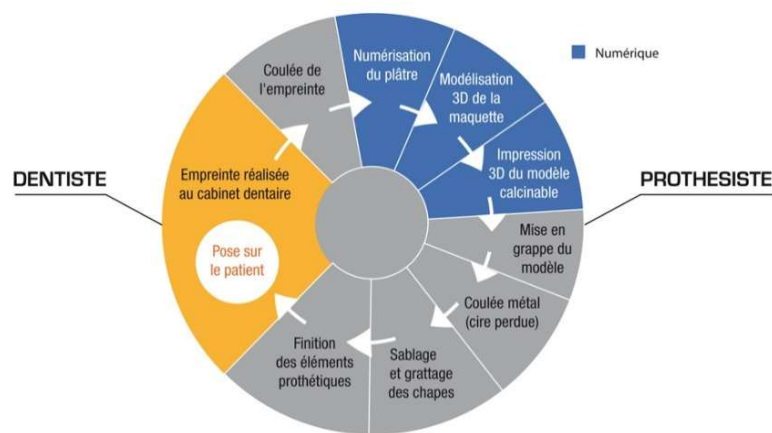 DENTISTE
PROTHESISTE
Numérique
Empreinte réalisée
au cabinet dentaire
Coulée de
l'empreinte
Numérisation
du plâtre
Modélisation
3D de la
maquette
Impression
3D du modèle
calcinable
Mise en
grappe du
modèle
Coulée métal
(cire perdue)
Sablage
et grattage
des chapes
Finition
des éléments
prothétiques
Pose sur
le patient